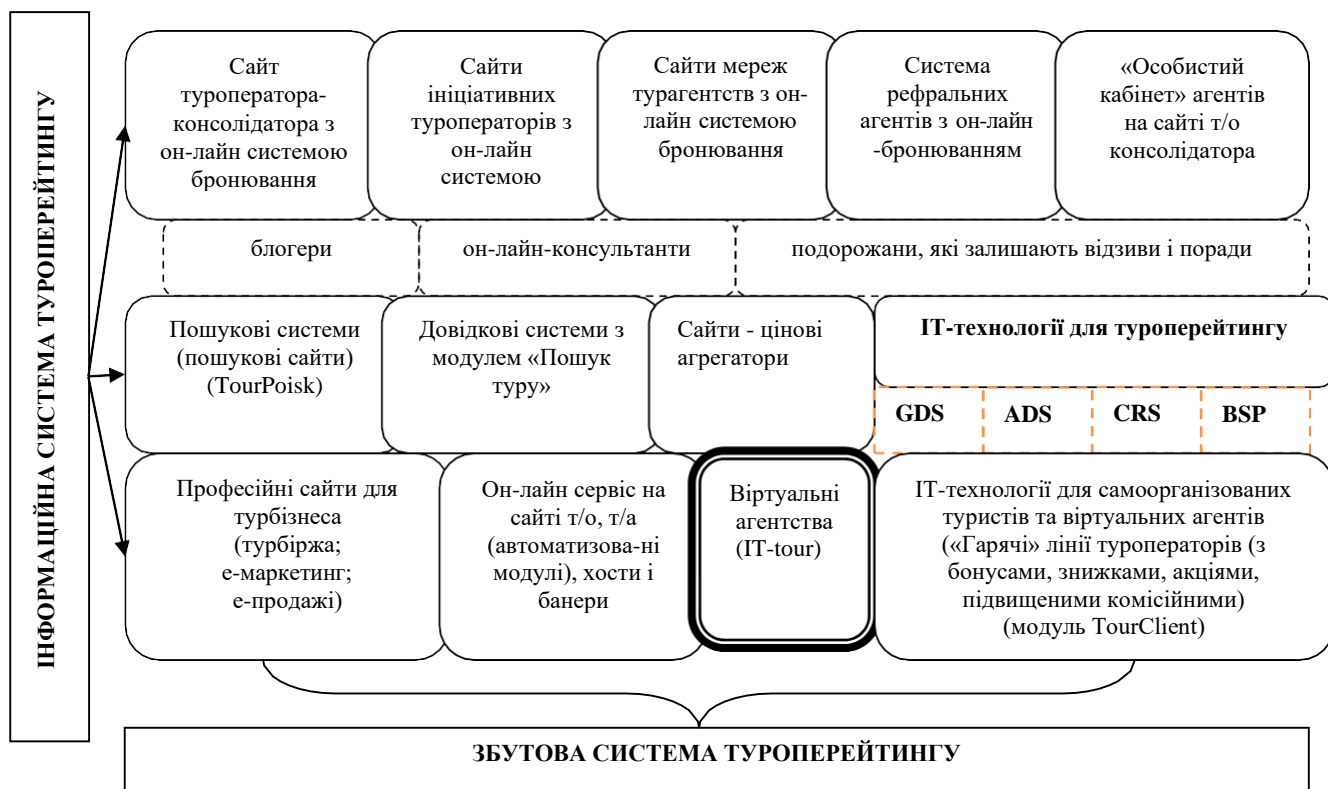 ІНФОРМАЦІЙНА СИСТЕМА ТУРОПЕРЕЙТИНГУ
Сайт
туроператора-
консолідатора з
он-лайн системою
бронювання
Сайти
ініціативних
туроператорів з
он-лайн
системою
Сайти мереж
турагентств з он-
лайн системою
бронювання
Система
рефральних
агентів з он-лайн
-бронюванням
«Особистий
кабінет» агентів
на сайті т/о
консолідатора
блогери
он-лайн-консультанти
подорожани, які залишають відзиви і поради
Пошукові системи
(пошукові сайти)
(TourPoisk)
Довідкові системи з
модулем «Пошук
туру»
Сайти - цінові
агрегатори
ІТ-технології для туроперейтингу
GDS
ADS
CRS
BSP
Професійні сайти для
турбізнеса
(турбіржа;
е-маркетинг;
е-продажі)
Он-лайн сервіс на
сайті т/о, т/а
(автоматизова-ні
модулі), хости і
банери
Віртуальні
агентства
(IT-tour)
ІТ-технології для самоорганізованих
туристів та віртуальних агентів
(«Гарячі» лінії туроператорів (з
бонусами, знижками, акціями,
підвищеними комісійними)
(модуль TourClient)
ЗБУТОВА СИСТЕМА ТУРОПЕРЕЙТИНГУ